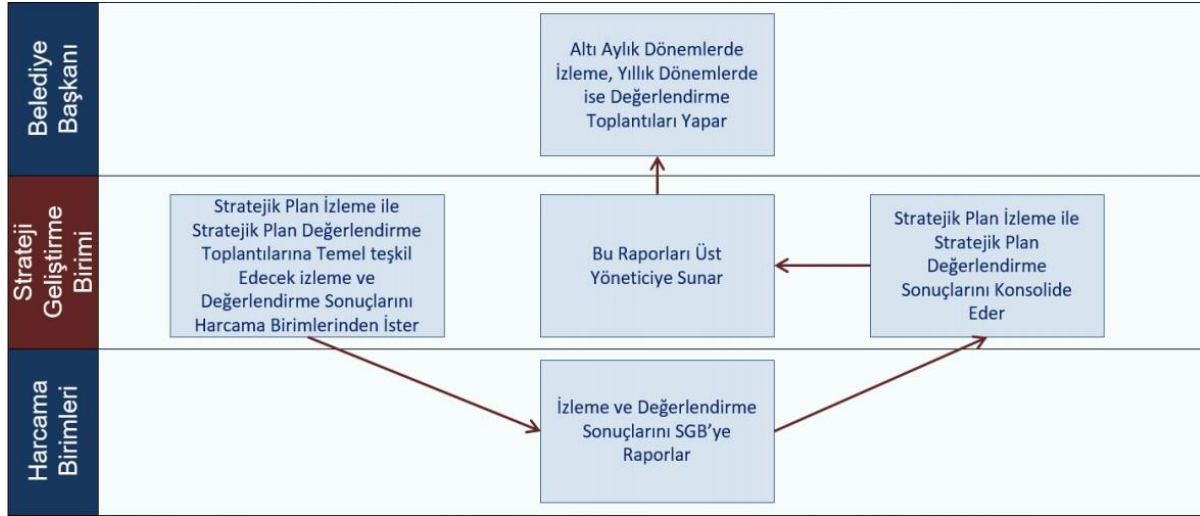 Belediye
Başkanı
Altı Aylık Dönemlerde
İzleme, Yıllık Dönemlerde
ise Değerlendirme
Toplantıları Yapar
Strateji
Geliştirme
Birimi
Stratejik Plan İzleme ile
Stratejik Plan Değerlendirme
Toplantılarına Temel teşkil
Edecek izleme ve
Değerlendirme Sonuçlarını
Harcama Birimlerinden İster
Bu Raporları Üst
Yöneticiye Sunar
Stratejik Plan İzleme ile
Stratejik Plan
Değerlendirme
Sonuçlarını Konsolide
Eder
Harcama
Birimleri
İzleme ve Değerlendirme
Sonuçlarını SGB’ye
Raporlar